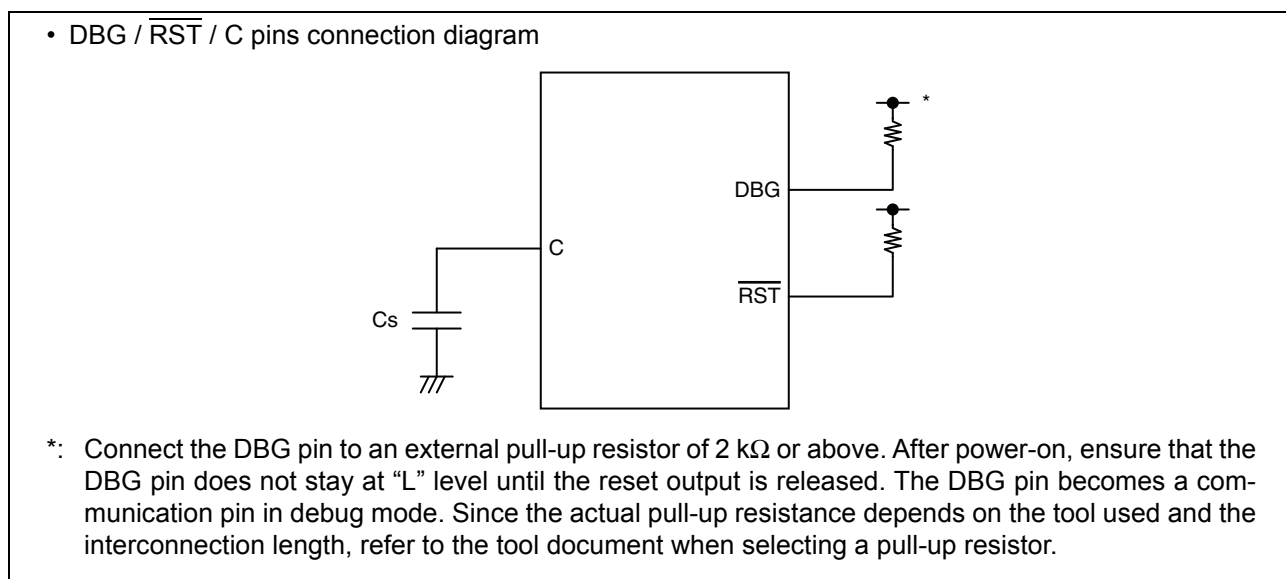 • DBG / R̅S̅T̅ / C pins connection diagram
*
DBG
C
R̅S̅T̅
Cs
*: Connect the DBG pin to an external pull-up resistor of 2 kΩ or above. After power-on, ensure that the
DBG pin does not stay at “L” level until the reset output is released. The DBG pin becomes a com-
munication pin in debug mode. Since the actual pull-up resistance depends on the tool used and the
interconnection length, refer to the tool document when selecting a pull-up resistor.